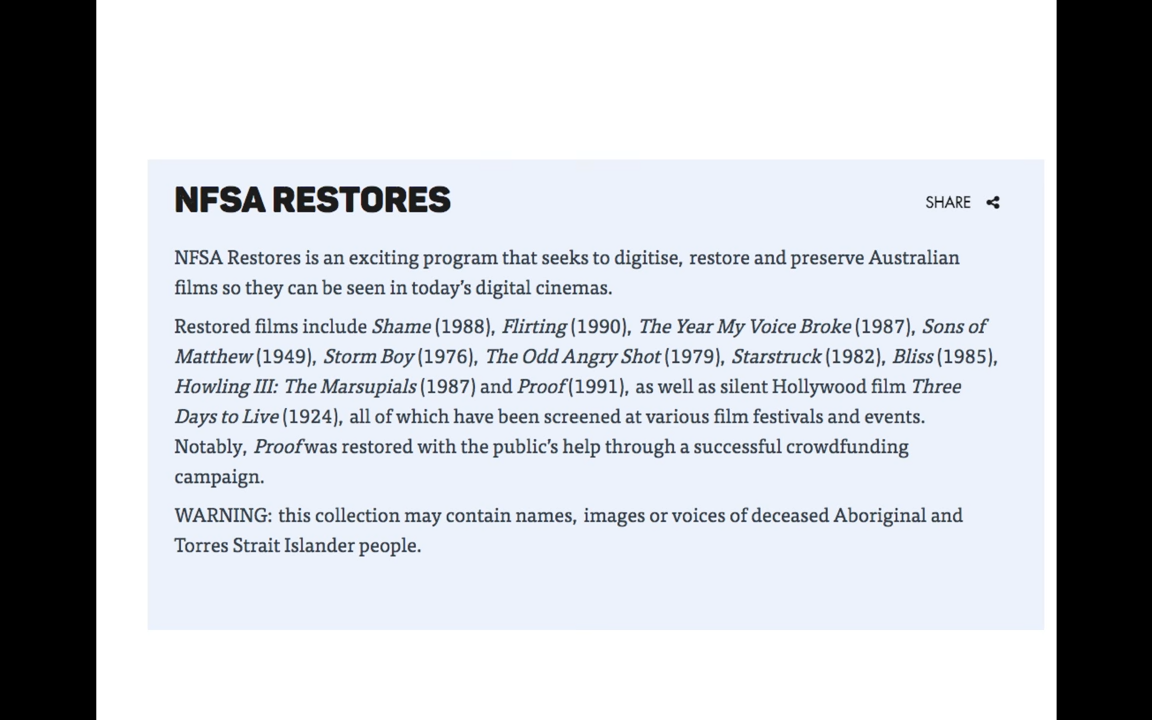 NFSA RESTORES
SHARE
NFSA Restores is an exciting program that seeks to digitise, restore and preserve Australian
films so they can be seen in today's digital cinemas.
Restored films include Shame (1988), Flirting (1990), The Year My Voice Broke (1987), Sons of
Matthew (1949), Storm Boy (1976), The Odd Angry Shot (1979), Starstruck (1982), Bliss (1985),
Howling III: The Marsupials (1987) and Proof (1991), as well as silent Hollywood film Three
Days to Live (1924), all of which have been screened at various film festivals and events.
Notably, Proof was restored with the public's help through a successful crowdfunding
campaign.
WARNING: this collection may contain names, images or voices of deceased Aboriginal and
Torres Strait Islander people.